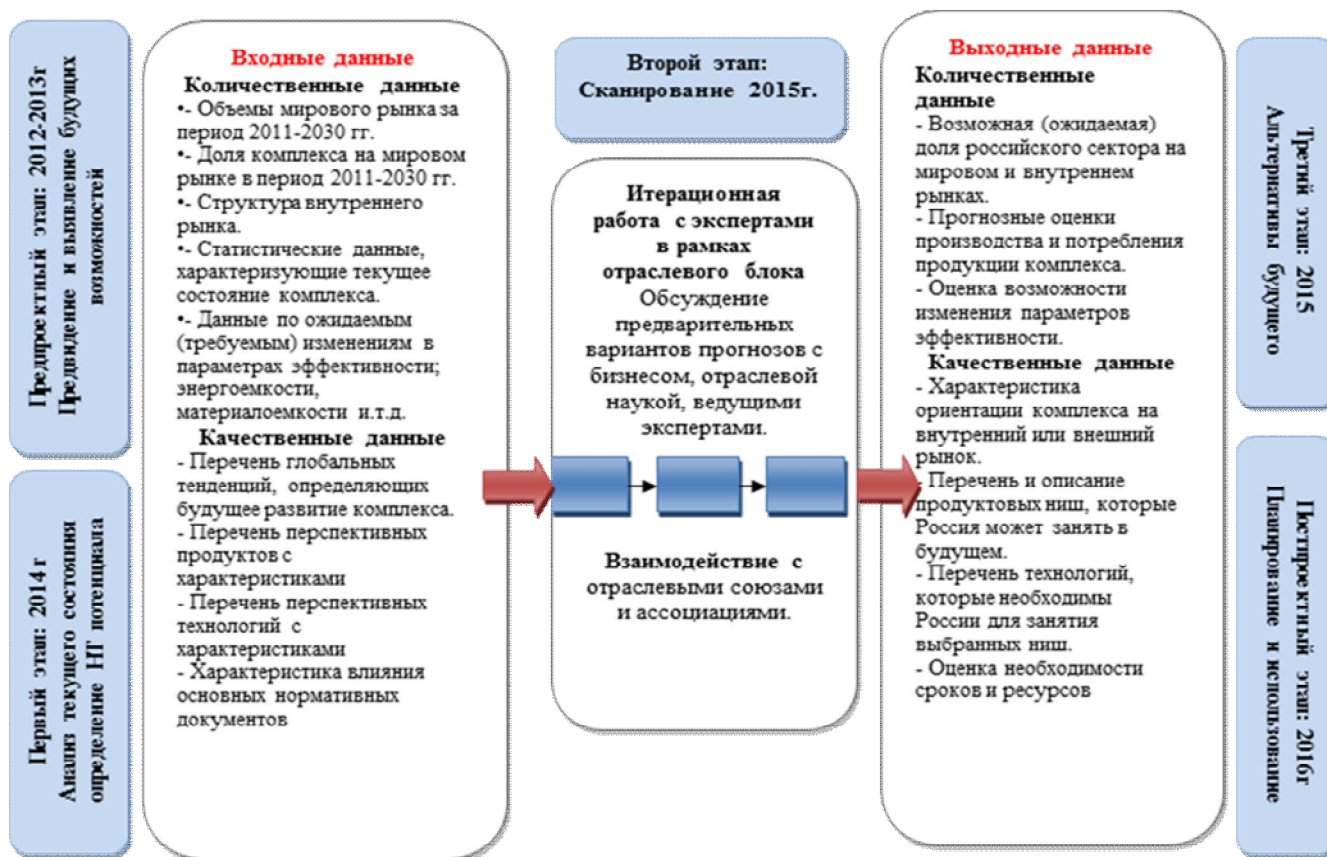 Предпроектный этап: 2012-2013г
Предвидение и выявление будущих
возможностей
Первый этап: 2014 г
Анализ текущего состояния
определение НТ потенциала
Входные данные
Количественные данные
•- Объемы мирового рынка за
период 2011-2030 гг.
•- Доля комплекса на мировом
рынке в период 2011-2030 гг.
•- Структура внутреннего
рынка.
•- Статистические данные,
характеризующие текущее
состояние комплекса.
•- Данные по ожидаемым
(требуемым) изменениям в
параметрах эффективности;
энергоемкости,
материалоемкости и.т.д.
Качественные данные
- Перечень глобальных
тенденций, определяющих
будущее развитие комплекса.
- Перечень перспективных
продуктов с
характеристиками
- Перечень перспективных
технологий с
характеристиками
- Характеристика влияния
основных нормативных
документов
Второй этап:
Сканирование 2015г.
Итерационная
работа с экспертами
в рамках
отраслевого блока
Обсуждение
предварительных
вариантов прогнозов с
бизнесом, отраслевой
наукой, ведущими
экспертами.
Взаимодействие с
отраслевыми союзами
и ассоциациями.
Выходные данные
Количественные
данные
- Возможная (ожидаемая)
доля российского сектора на
мировом и внутреннем
рынках.
- Прогнозные оценки
производства и потребления
продукции комплекса.
- Оценка возможности
изменения параметров
эффективности.
Качественные данные
- Характеристика
ориентации комплекса на
внутренний или внешний
рынок.
- Перечень и описание
продуктовых ниш, которые
Россия может занять в
будущем.
- Перечень технологий,
которые необходимы
России для занятия
выбранных ниш.
- Оценка необходимости
сроков и ресурсов
Третий этап: 2015
Альтернативы будущего
Постпроектный этап: 2016г
Планирование и использование